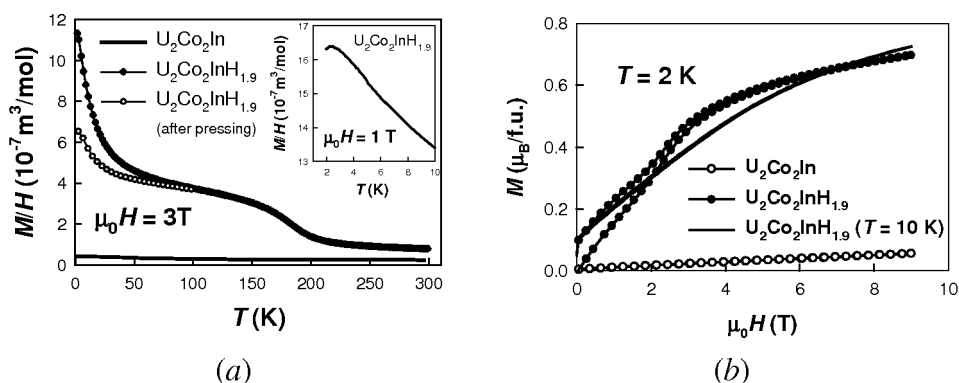 12
10
8
6
4
2
0
M/H (10⁻⁷ m³/mol)
U₂Co₂In
U₂Co₂InH₁.₉
U₂Co₂InH₁.₉
(after pressing)
μ₀H = 3T
0 50 100 150 200 250 300
T (K)
17
16
15
14
13
M/H (10⁻⁷ m³/mol)
U₂Co₂InH₁.₉
μ₀H = 1 T
2 4 6 8 10
T (K)
(a)
0.8
0.6
0.4
0.2
0.0
M (μB/f.u.)
T = 2 K
U₂Co₂In
U₂Co₂InH₁.₉
U₂Co₂InH₁.₉ (T = 10 K)
0 2 4 6 8 10
μ₀H (T)
(b)